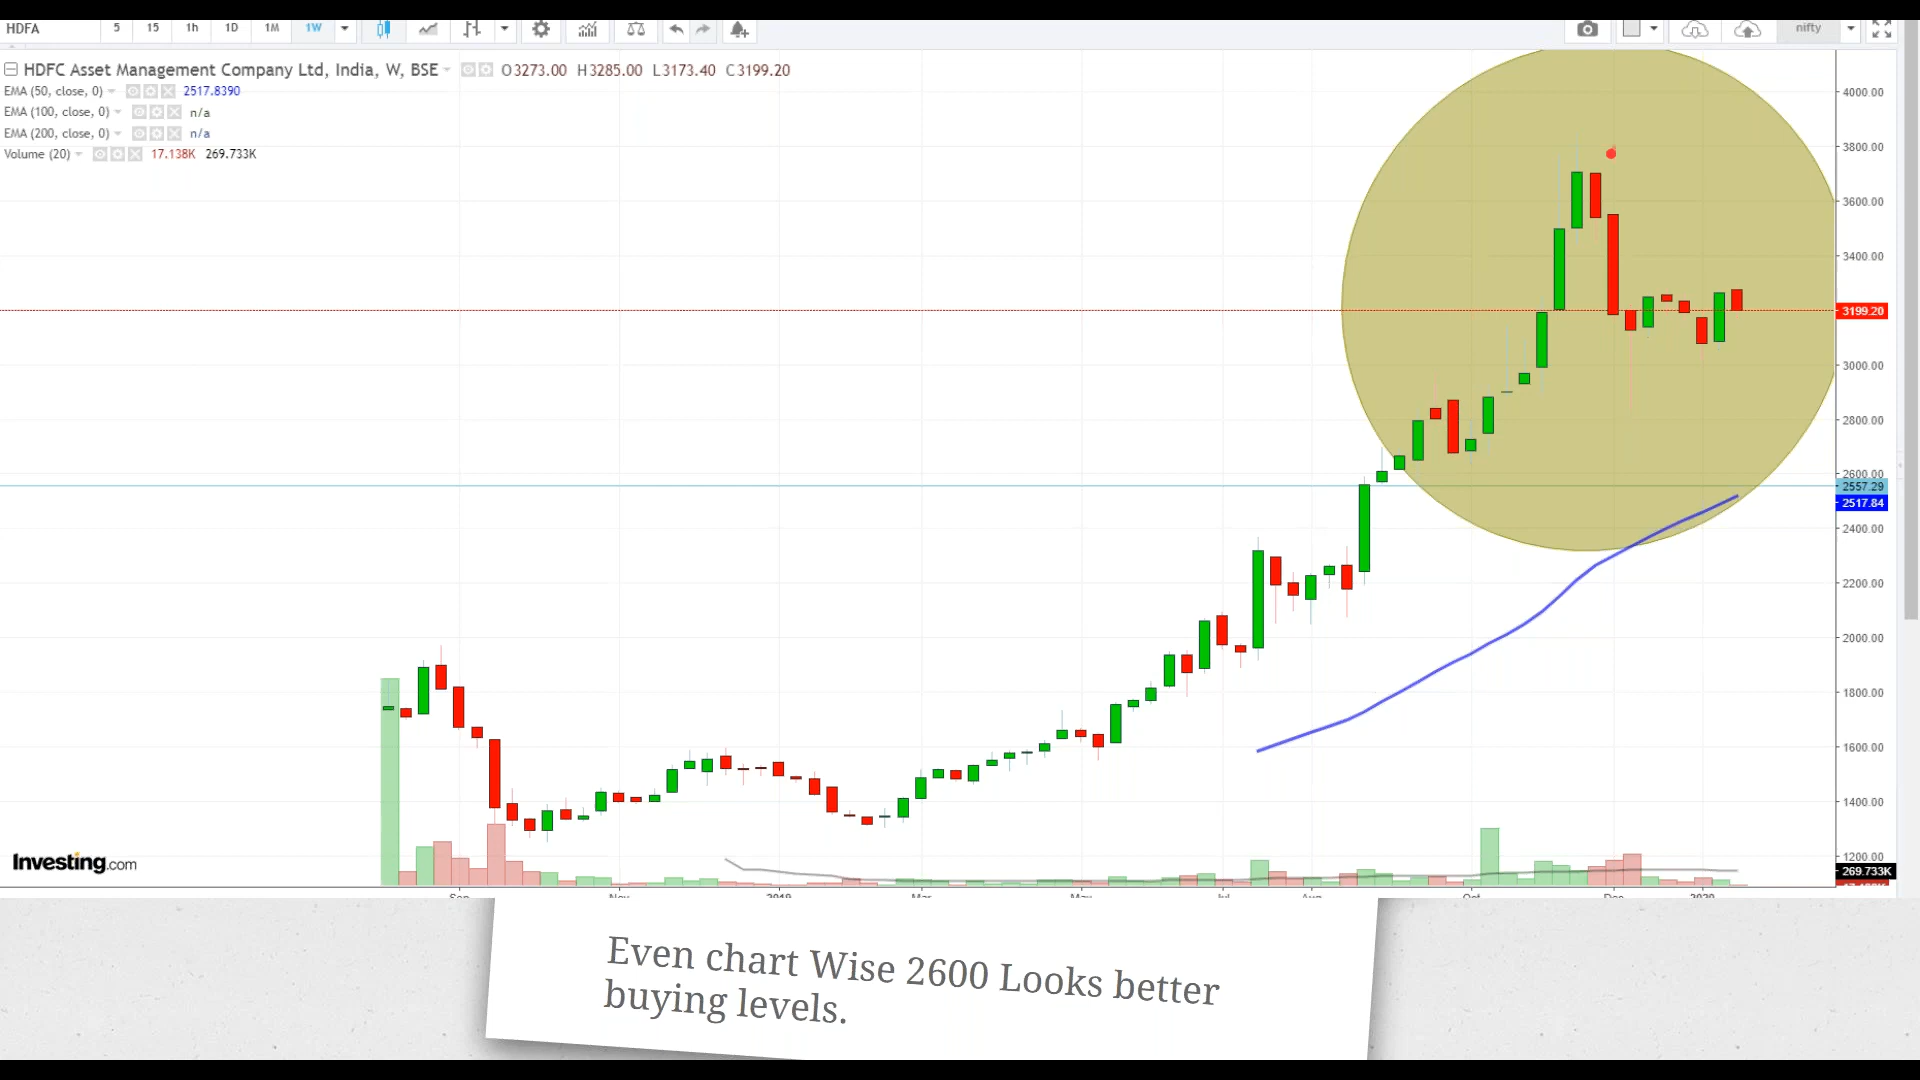 HDFA 5 15 1h 1D 1M 1W nifty
HDFC Asset Management Company Ltd, India, W, BSE O3273.00 H3285.00 L3173.40 C3199.20
EMA (50, close, 0) 2517.8390
EMA (100, close, 0) n/a
EMA (200, close, 0) n/a
Volume (20) 17.138K 269.733K
4000.00
3800.00
3600.00
3400.00
3199.20
3000.00
2800.00
2600.00
2557.29
2517.84
2400.00
2200.00
2000.00
1800.00
1600.00
1400.00
1200.00
269.733K
Investing.com
Even chart Wise 2600 Looks better
buying levels.